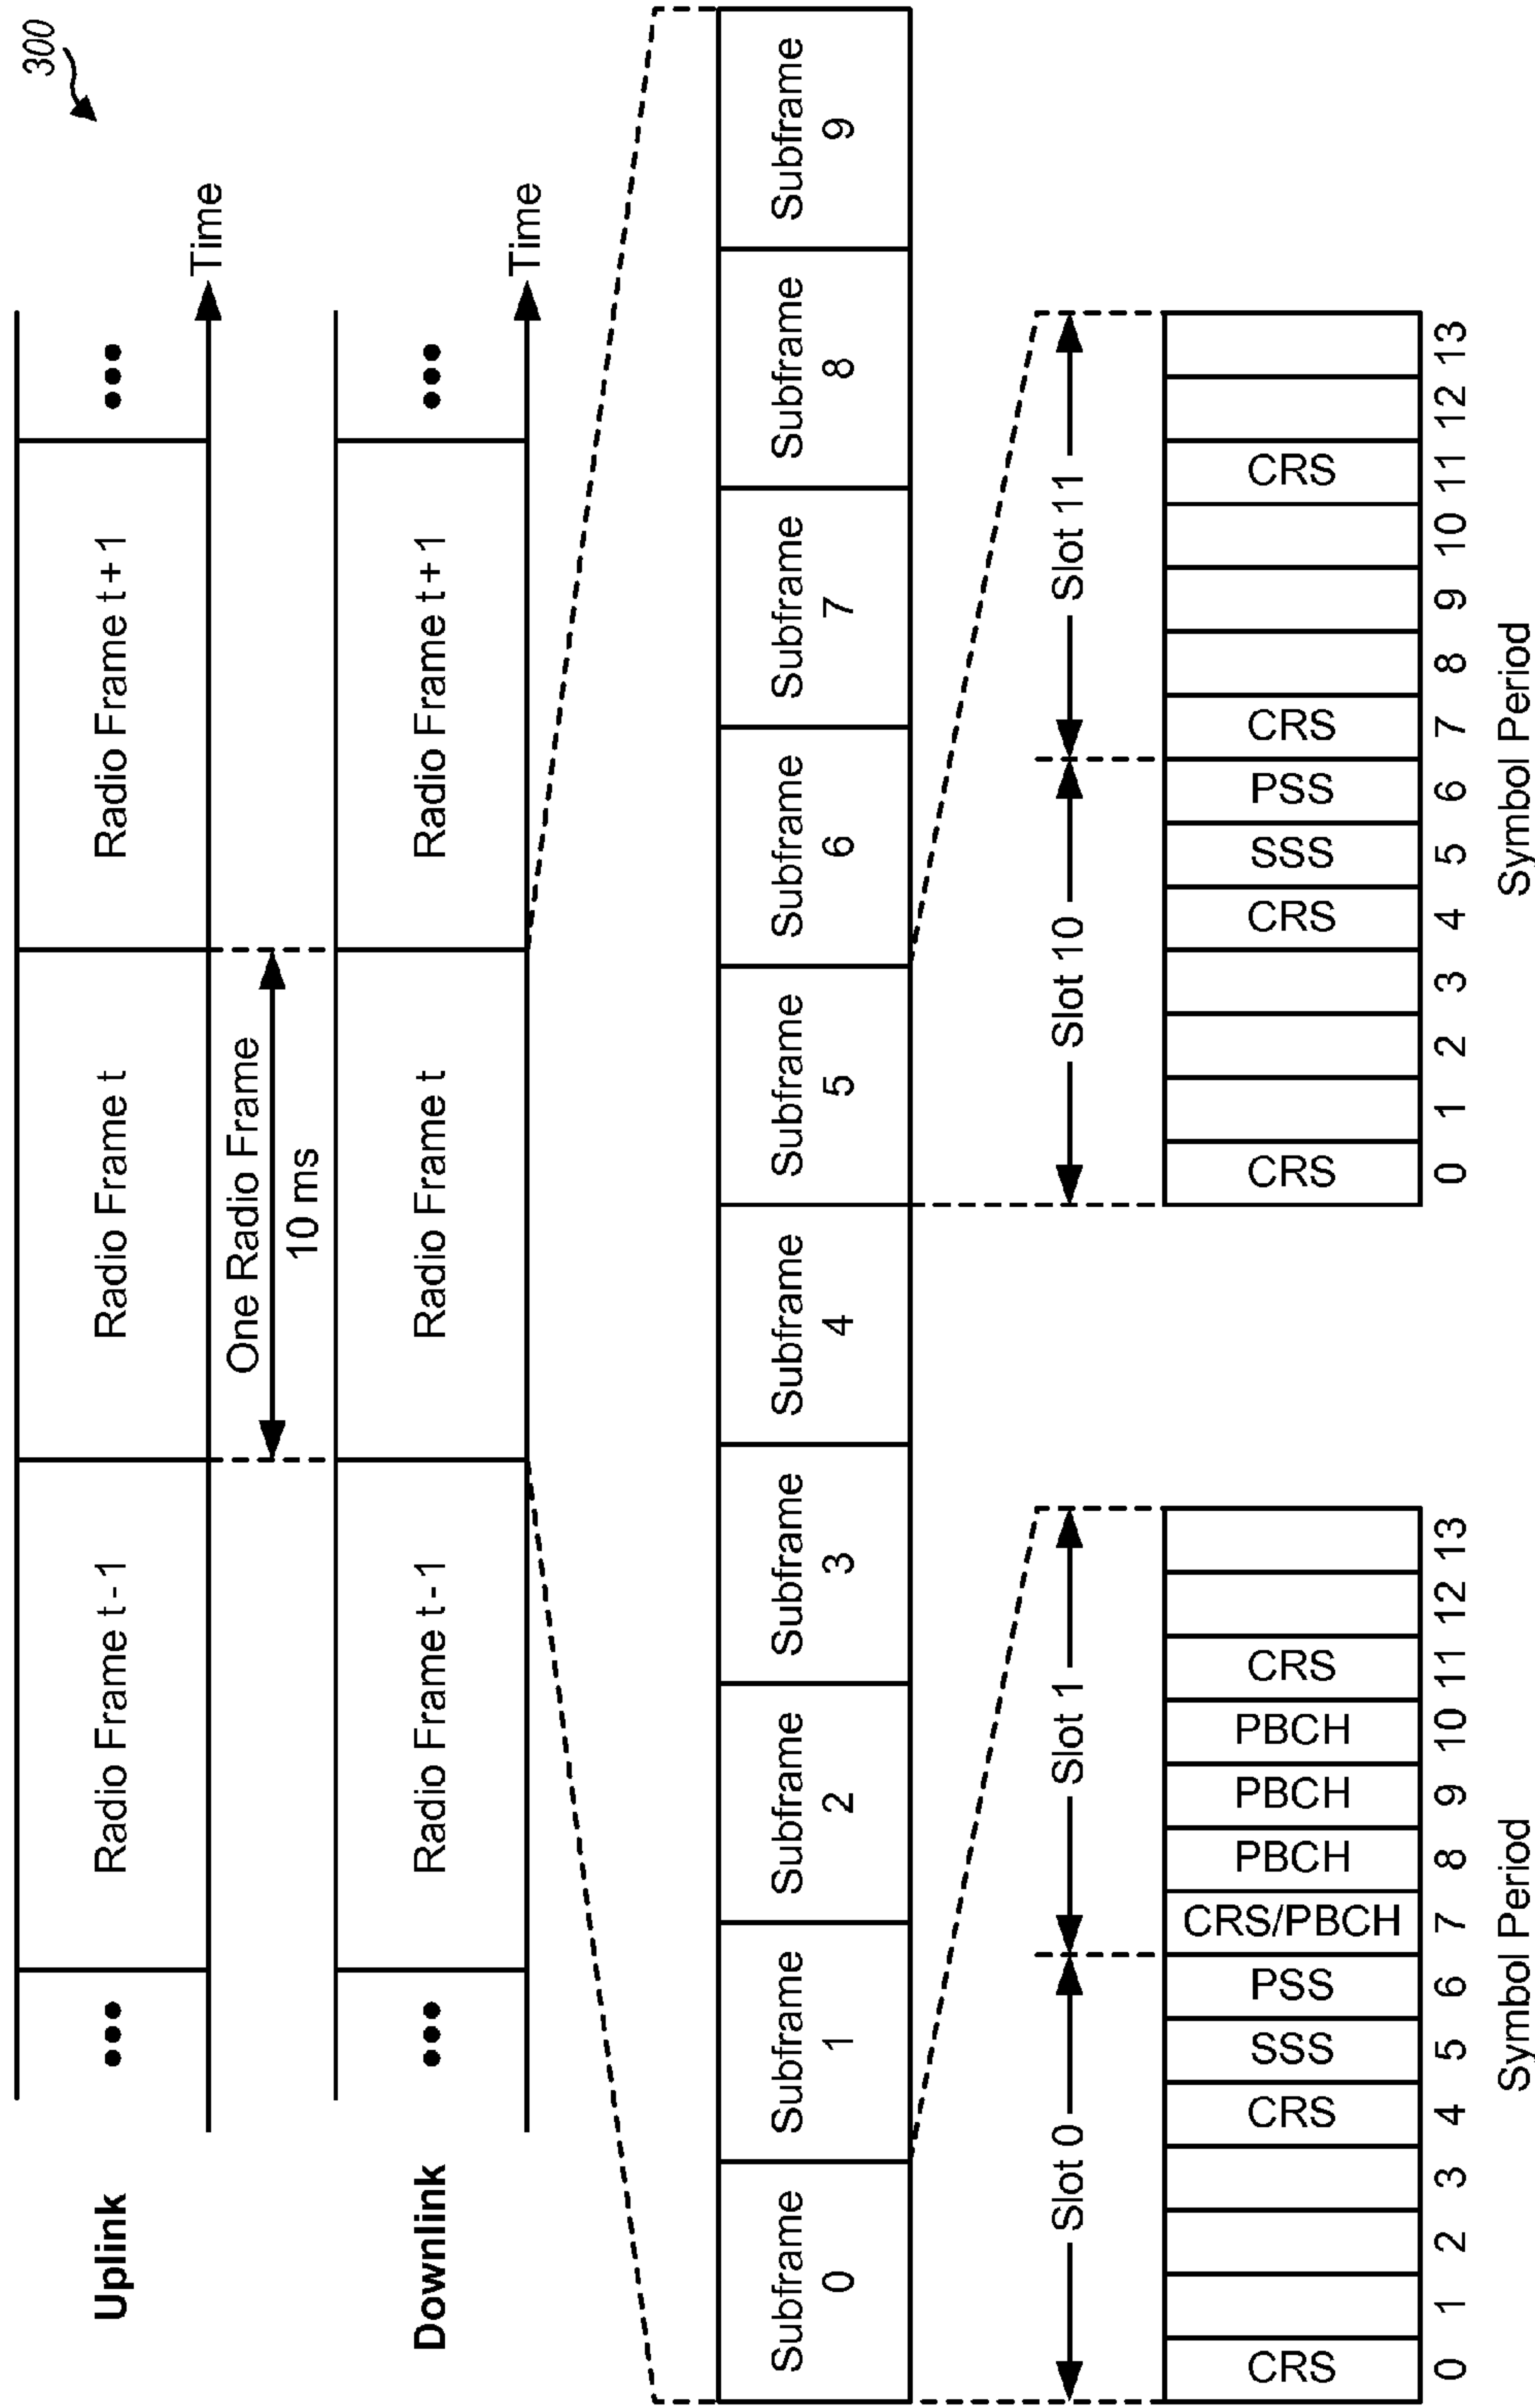 300
Uplink
••• Radio Frame t - 1 Radio Frame t Radio Frame t + 1 •••
Time
One Radio Frame
10 ms
Downlink
••• Radio Frame t - 1 Radio Frame t Radio Frame t + 1 •••
Time
Subframe 0
Subframe 1
Subframe 2
Subframe 3
Subframe 4
Subframe 5
Subframe 6
Subframe 7
Subframe 8
Subframe 9
Slot 0 Slot 1
CRS CRS SSS PSS CRS/PBCH PBCH PBCH PBCH CRS
0 1 2 3 4 5 6 7 8 9 10 11 12 13
Symbol Period
Slot 10 Slot 11
CRS CRS SSS PSS CRS CRS
0 1 2 3 4 5 6 7 8 9 10 11 12 13
Symbol Period